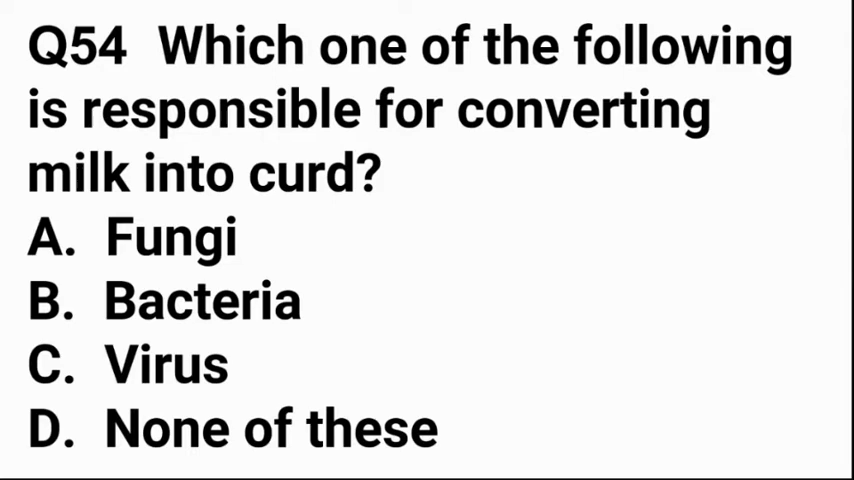 Q54 Which one of the following
is responsible for converting
milk into curd?
A. Fungi
B. Bacteria
C. Virus
D. None of these